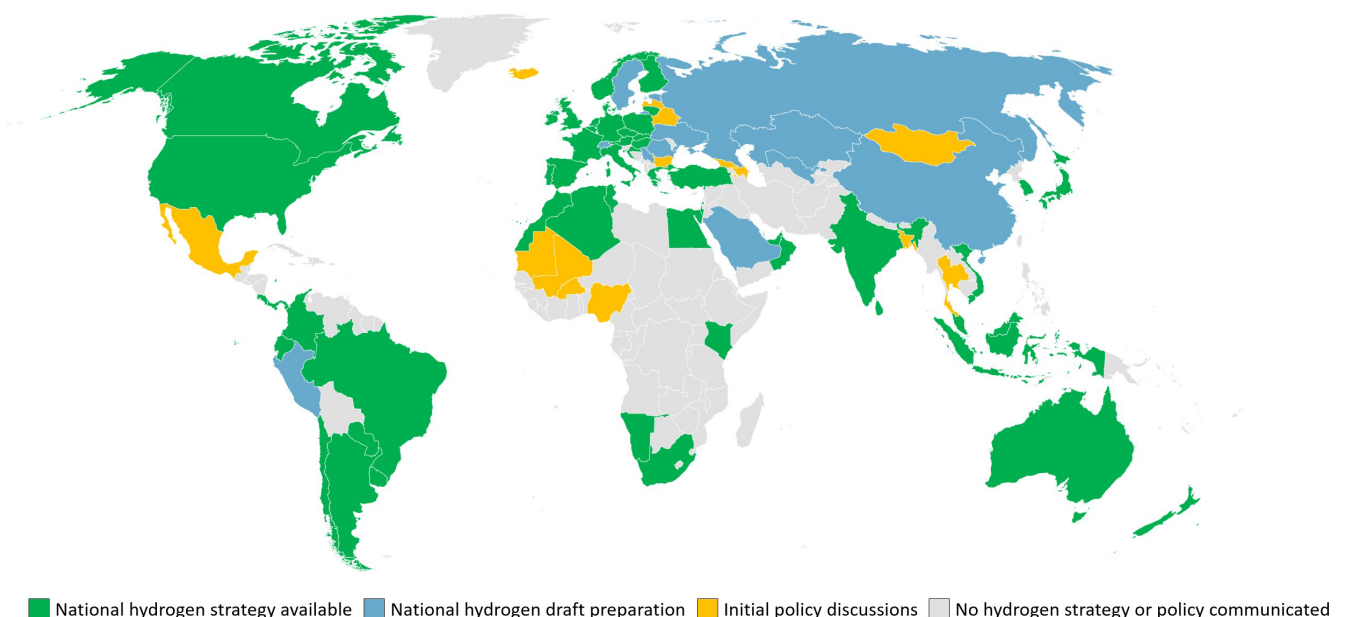 National hydrogen strategy available National hydrogen draft preparation Initial policy discussions No hydrogen strategy or policy communicated